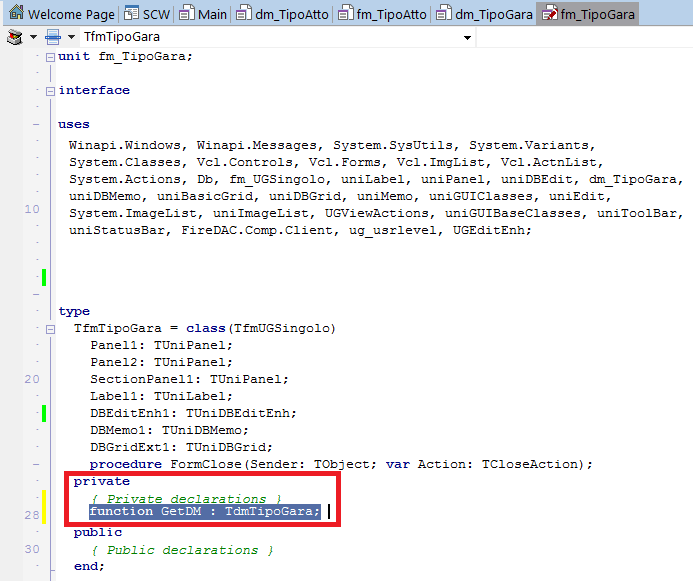 Welcome Page SCW Main dm_TipoAtto fm_TipoAtto dm_TipoGara fm_TipoGara
TfmTipoGara
unit fm_TipoGara;
interface
uses
Winapi.Windows, Winapi.Messages, System.SysUtils, System.Variants,
System.Classes, Vcl.Controls, Vcl.Forms, Vcl.ImgList, Vcl.ActnList,
System.Actions, Db, fm_UGSingolo, uniLabel, uniPanel, uniDBEdit, dm_TipoGara,
uniDBMemo, uniBasicGrid, uniDBGrid, uniMemo, uniGUIClasses, uniEdit,
10 System.ImageList, uniImageList, UGViewActions, uniGUIBaseClasses, uniToolBar,
uniStatusBar, FireDAC.Comp.Client, ug_usrlevel, UGEditEnh;
type
TfmTipoGara = class(TfmUGSingolo)
Panel1: TUniPanel;
Panel2: TUniPanel;
20 SectionPanel1: TUniPanel;
Label1: TUniLabel;
DBEditEnh1: TUniDBEditEnh;
DBMemo1: TUniDBMemo;
DBGridExt1: TUniDBGrid;
procedure FormClose(Sender: TObject; var Action: TCloseAction);
private
{ Private declarations }
28 function GetDM : TdmTipoGara;
public
30 { Public declarations }
end;